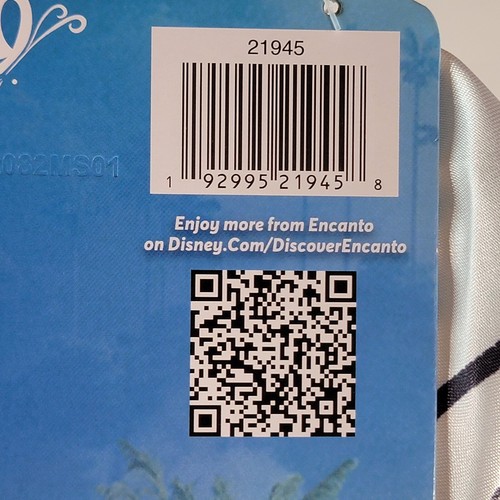 21945
1 92995 21945 8
Enjoy more from Encanto
on Disney.Com/DiscoverEncanto